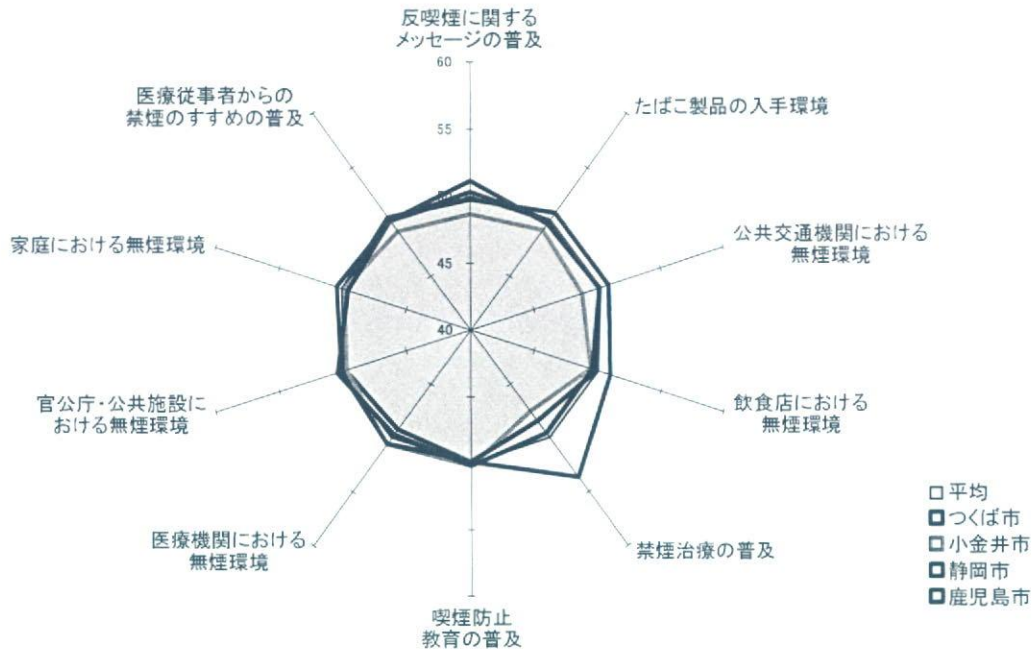 反喫煙に関する
メッセージの普及
60
医療従事者からの
禁煙のすすめの普及
たばこ製品の入手環境
55
家庭における無煙環境
公共交通機関における
無煙環境
45
40
官公庁・公共施設に
おける無煙環境
飲食店における
無煙環境
医療機関における
無煙環境
禁煙治療の普及
喫煙防止
教育の普及
平均
つくば市
小金井市
静岡市
鹿児島市